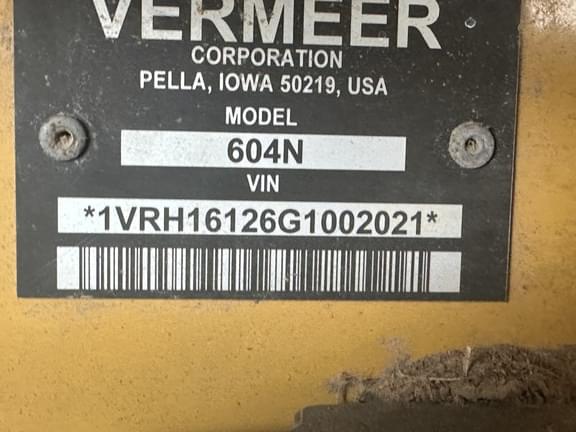 VERMEER
CORPORATION
PELLA, IOWA 50219, USA
MODEL
604N
VIN
*1VRH16126G1002021*